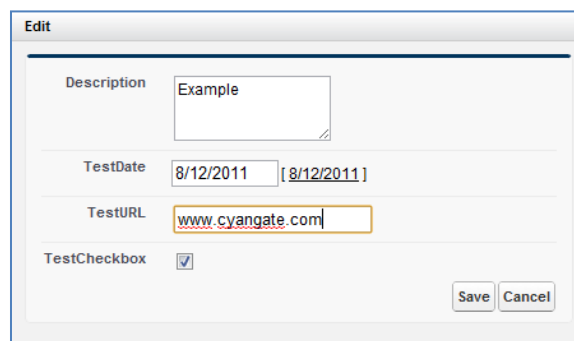 Edit
Description Example
TestDate 8/12/2011 [ 8/12/2011 ]
TestURL www.cyangate.com
TestCheckbox
Save Cancel